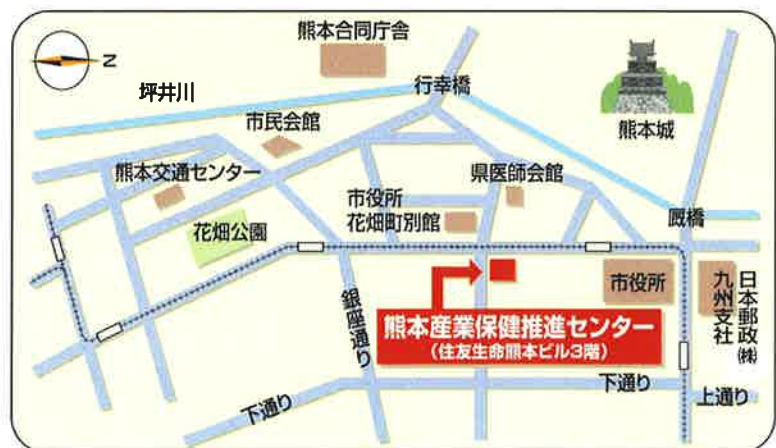 熊本合同庁舎
N
坪井川
行幸橋
市民会館
熊本城
熊本交通センター
県医師会館
市役所
花畑町別館
花畑公園
厩橋
市役所
日本郵政㈱
九州支社
銀座通り
熊本産業保健推進センター
(住友生命熊本ビル3階)
下通り
下通り
上通り